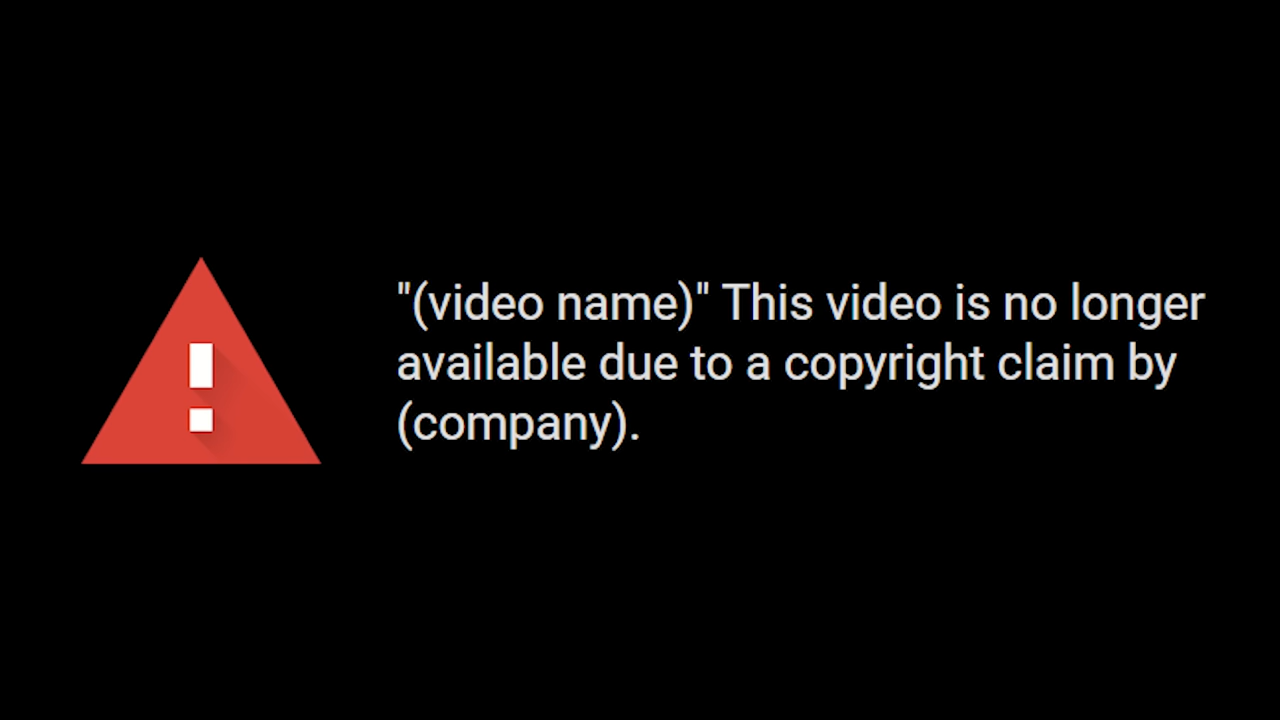 "(video name)" This video is no longer
available due to a copyright claim by
(company).